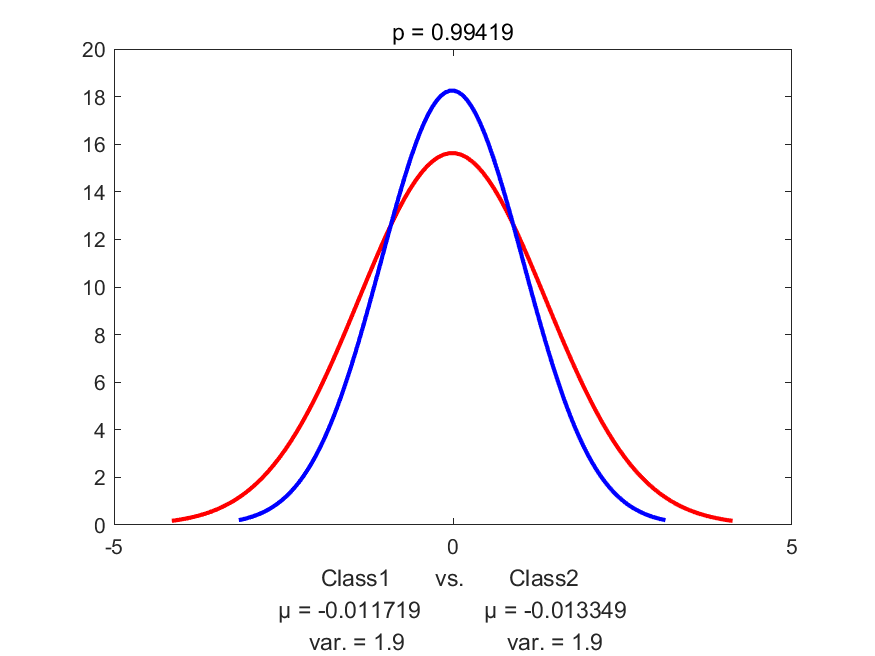 p = 0.99419
20
18
16
14
12
10
8
6
4
2
0
-5 0 5
Class1 vs. Class2
μ = -0.011719 μ = -0.013349
var. = 1.9 var. = 1.9